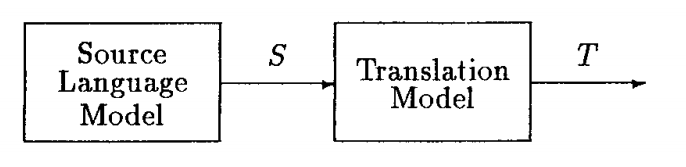 Source
Language
Model
S
Translation
Model
T